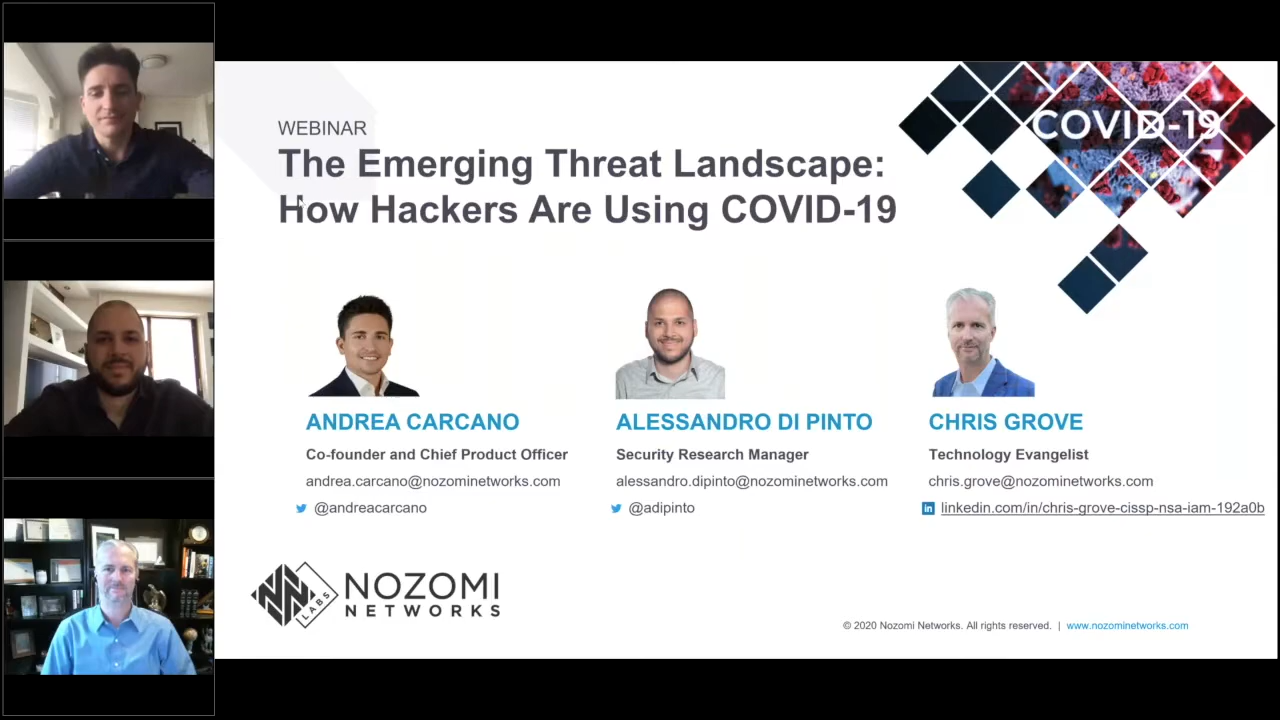 WEBINAR
The Emerging Threat Landscape:
How Hackers Are Using COVID-19
COVID-19
ANDREA CARCANO
Co-founder and Chief Product Officer
andrea.carcano@nozominetworks.com
@andreacarcano
ALESSANDRO DI PINTO
Security Research Manager
alessandro.dipinto@nozominetworks.com
@adipinto
CHRIS GROVE
Technology Evangelist
chris.grove@nozominetworks.com
in linkedin.com/in/chris-grove-cissp-nsa-iam-192a0b
LABS
NOZOMI
NETWORKS
© 2020 Nozomi Networks. All rights reserved. | www.nozominetworks.com